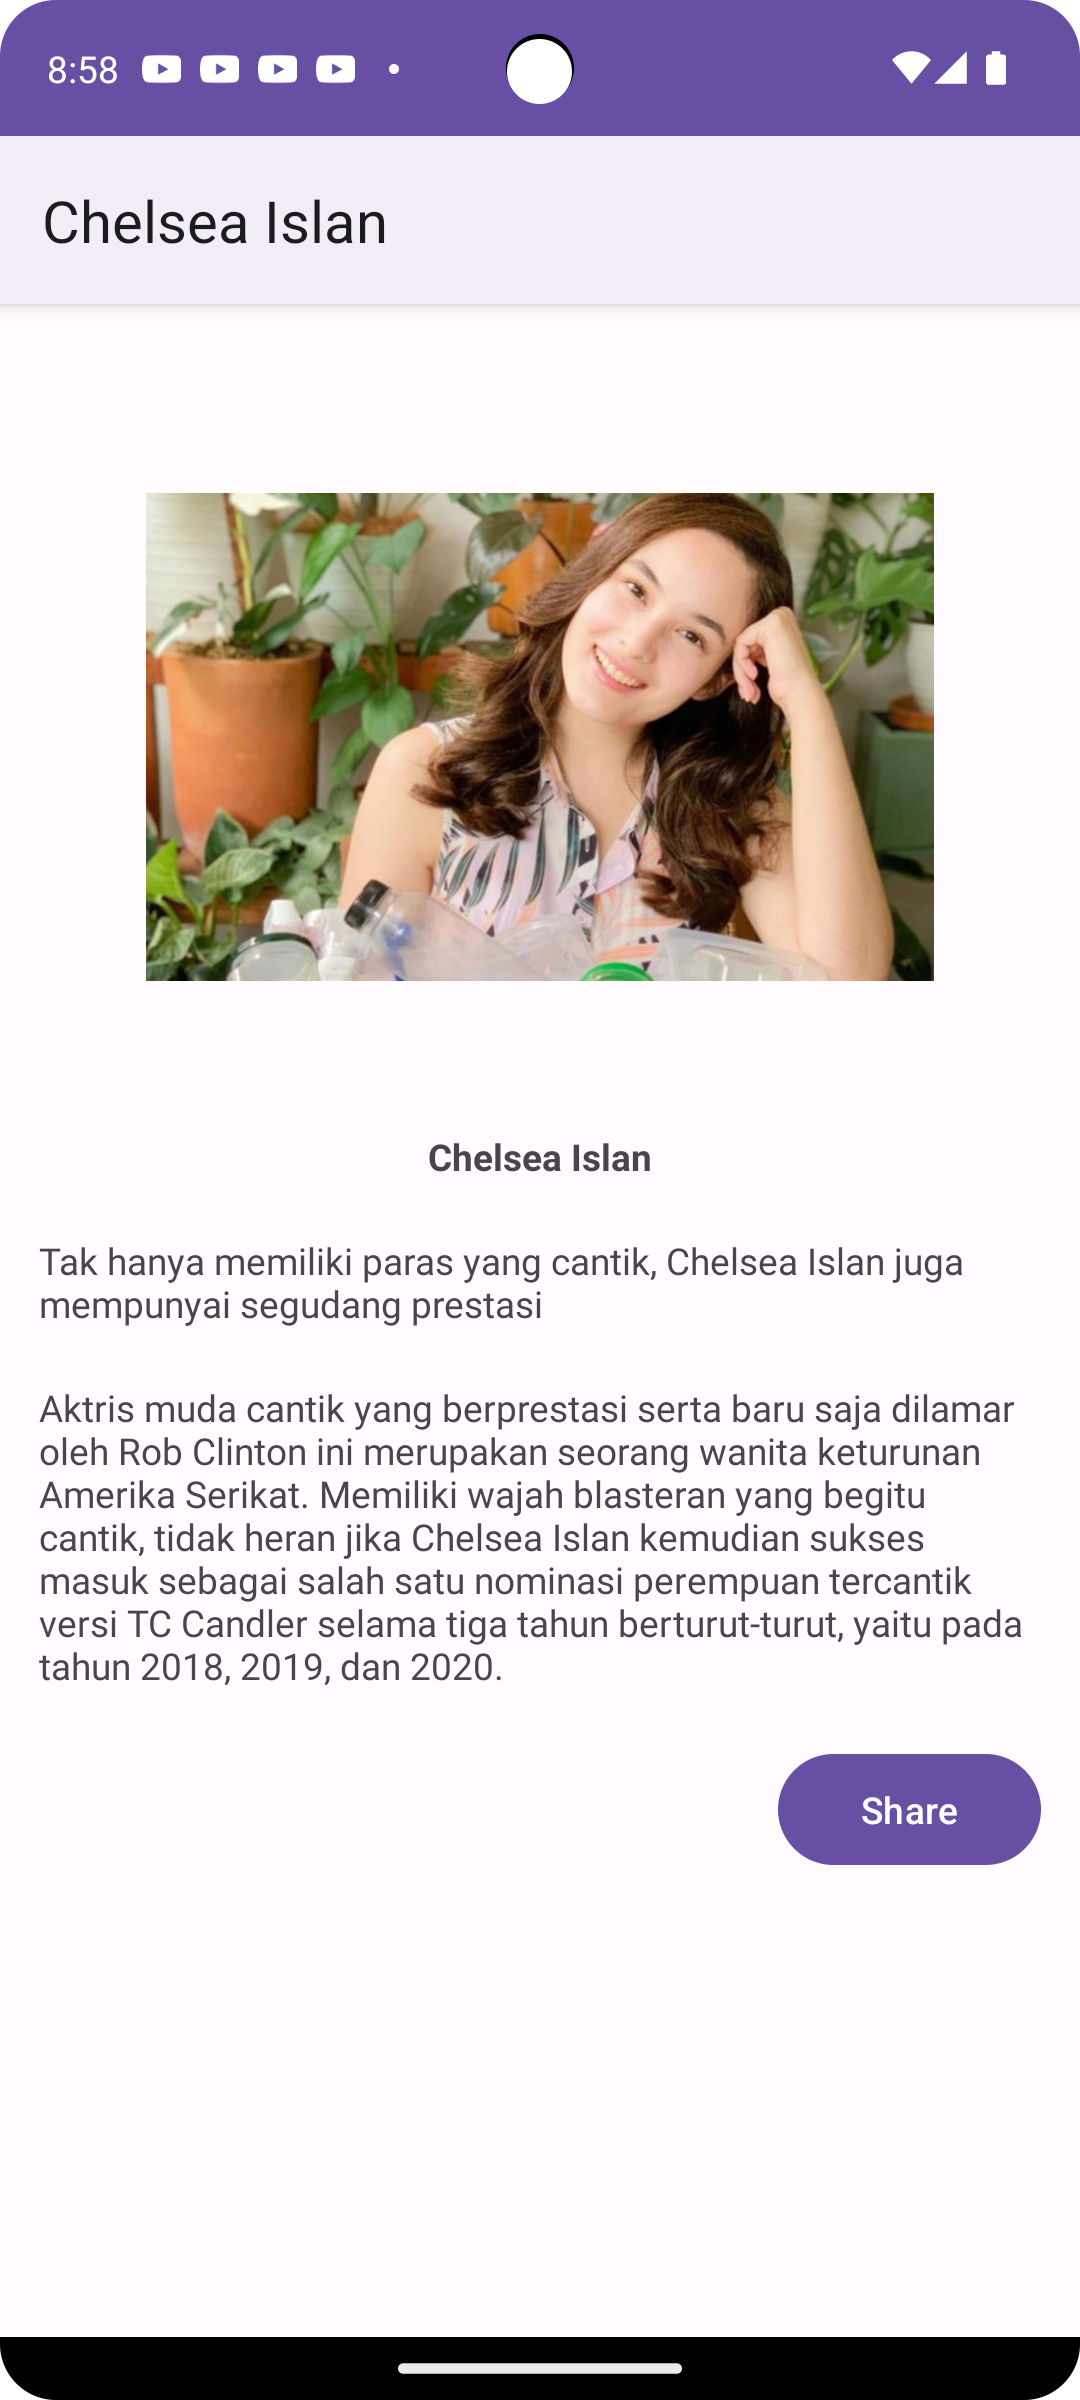 8:58
Chelsea Islan
Chelsea Islan
Tak hanya memiliki paras yang cantik, Chelsea Islan juga
mempunyai segudang prestasi
Aktris muda cantik yang berprestasi serta baru saja dilamar
oleh Rob Clinton ini merupakan seorang wanita keturunan
Amerika Serikat. Memiliki wajah blasteran yang begitu
cantik, tidak heran jika Chelsea Islan kemudian sukses
masuk sebagai salah satu nominasi perempuan tercantik
versi TC Candler selama tiga tahun berturut-turut, yaitu pada
tahun 2018, 2019, dan 2020.
Share